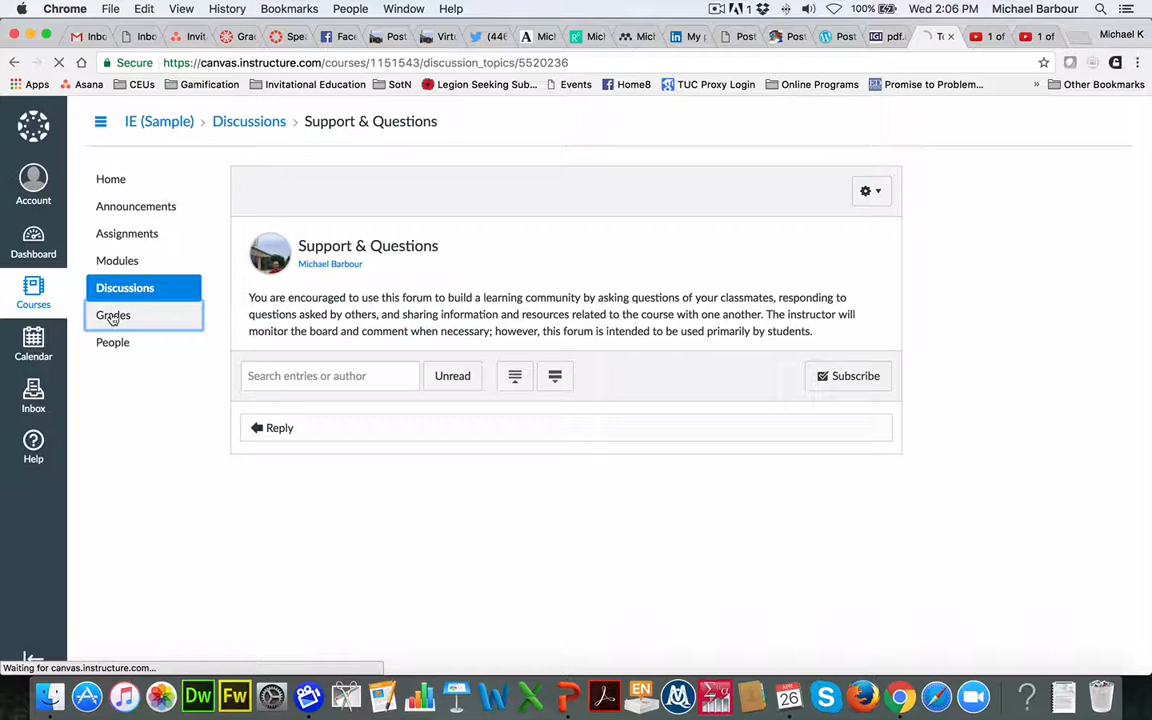 Chrome File Edit View History Bookmarks People Window Help 1 100% Wed 2:06 PM Michael Barbour
Inbo Inbo Invit Gra Spe Fac Post Virt (44 Mic Mic Mic My Post Post Post pdf. T 1 of 1 of Michael K
Secure https://canvas.instructure.com/courses/1151543/discussion_topics/5520236
Apps Asana CEUs Gamification Invitational Education SotN Legion Seeking Sub... Events Home8 TUC Proxy Login Online Programs Promise to Problem... » Other Bookmarks
IE (Sample) > Discussions > Support & Questions
Account
Dashboard
Courses
Calendar
Inbox
Help
Home
Announcements
Assignments
Modules
Discussions
Grades
People
Support & Questions
Michael Barbour
You are encouraged to use this forum to build a learning community by asking questions of your classmates, responding to
questions asked by others, and sharing information and resources related to the course with one another. The instructor will
monitor the board and comment when necessary; however, this forum is intended to be used primarily by students.
Search entries or author Unread Subscribe
Reply
Waiting for canvas.instructure.com...
Dw Fw EN 26